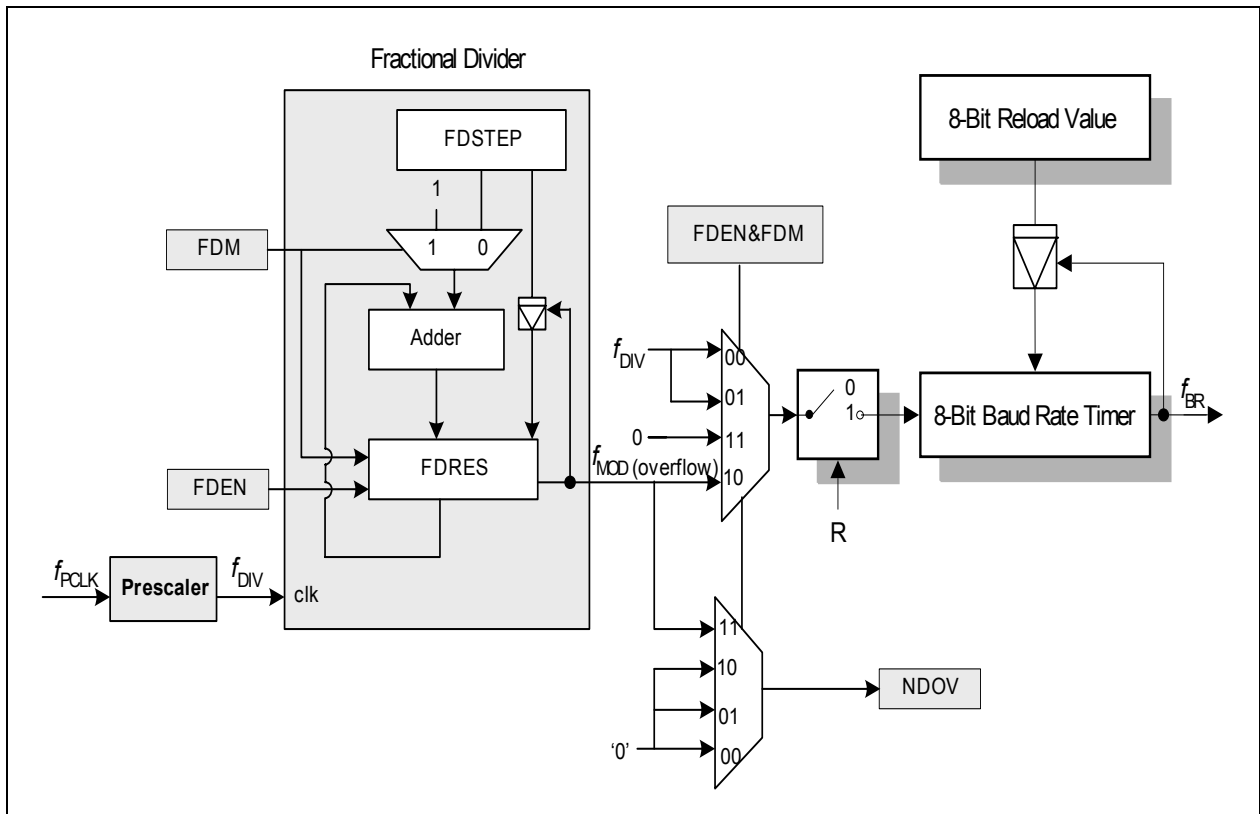 Fractional Divider
FDSTEP
8-Bit Reload Value
1
FDM
1 0
FDEN&FDM
Adder
fDIV
00
01
0
11
10
0
1
8-Bit Baud Rate Timer
fBR
FDRES
fMOD (overflow)
FDEN
R
fPCLK
Prescaler
fDIV
clk
11
10
01
00
‘0’
NDOV